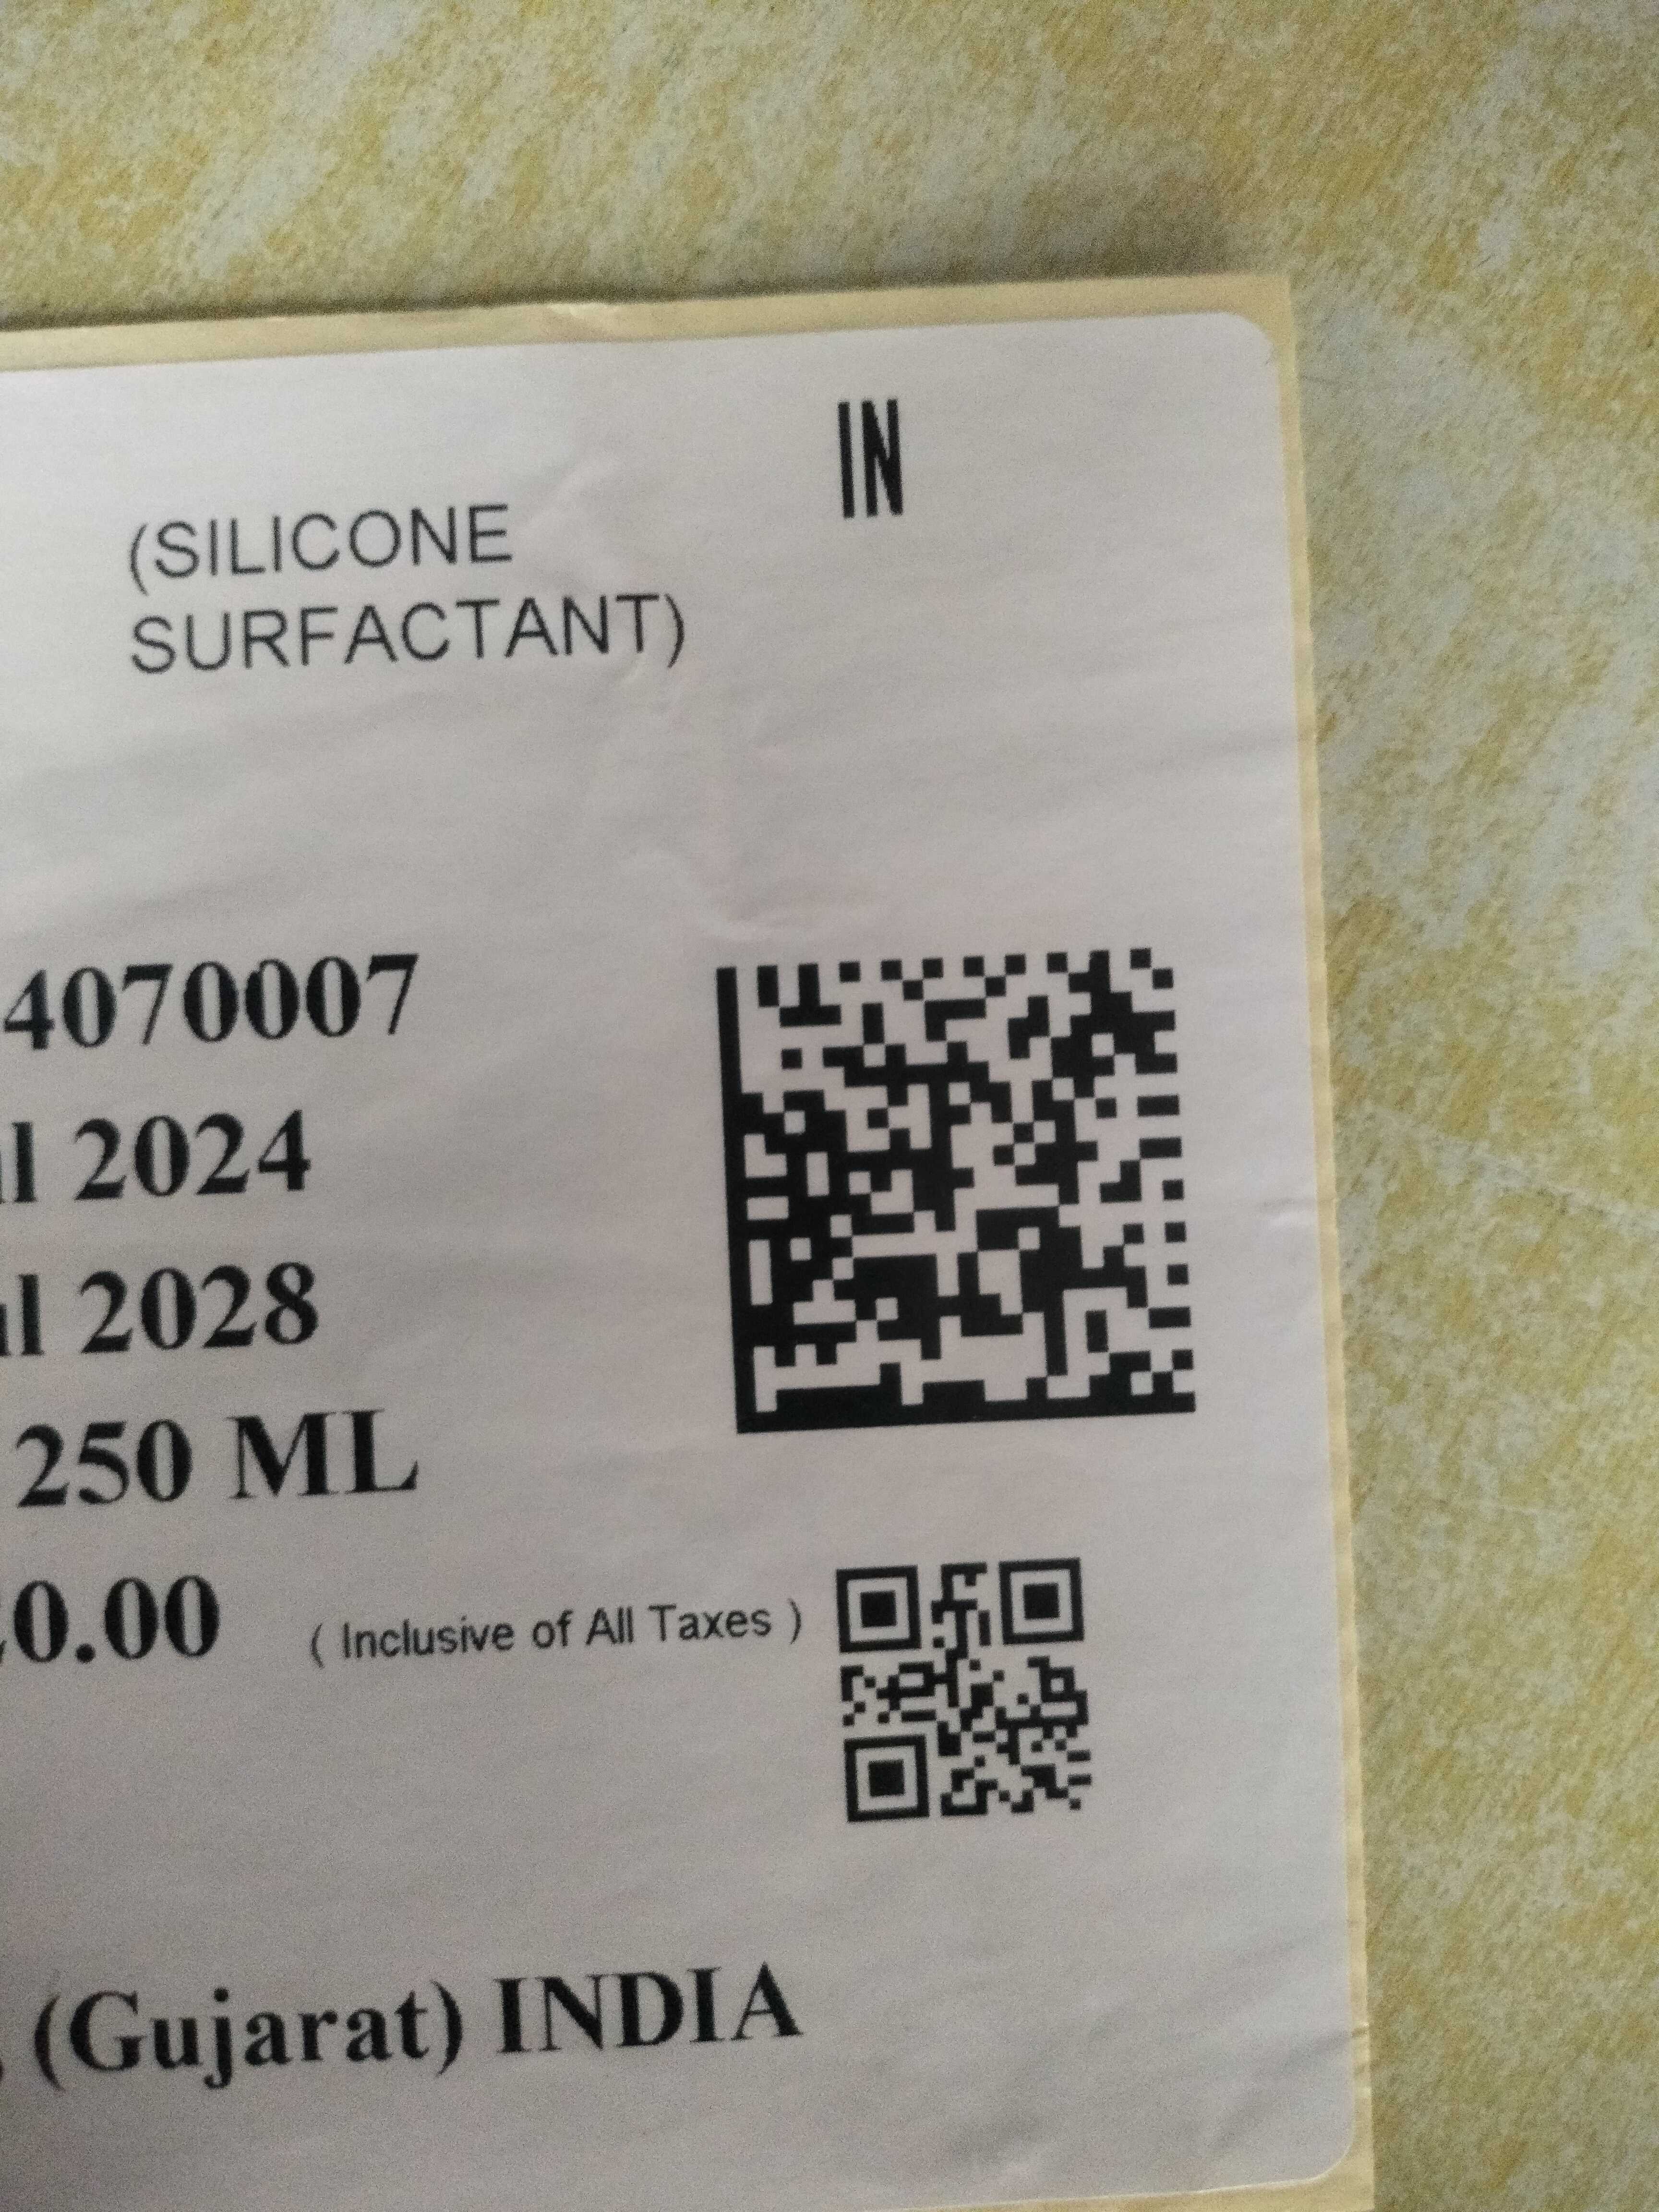 IN
(SILICONE
SURFACTANT)
4070007
2024
2028
250 ML
0.00 ( Inclusive of All Taxes )
(Gujarat) INDIA